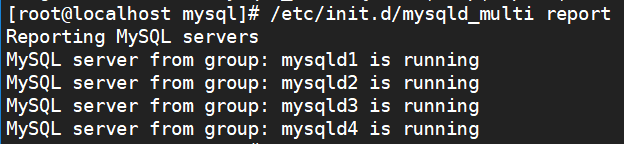 [root@localhost mysql]# /etc/init.d/mysqld_multi report
Reporting MySQL servers
MySQL server from group: mysqld1 is running
MySQL server from group: mysqld2 is running
MySQL server from group: mysqld3 is running
MySQL server from group: mysqld4 is running